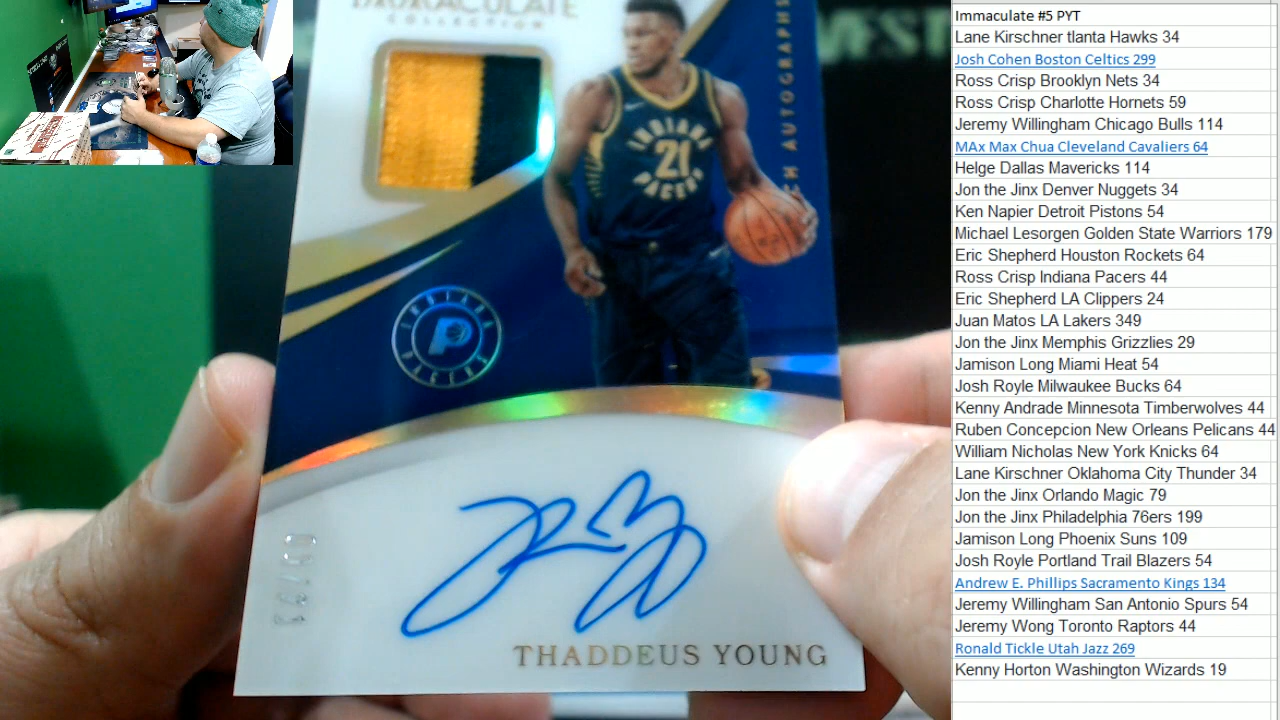 IMMACULATE
COLLECTION
INDIANA
21
PACERS
INDIANA
P
PACERS
THADDEUS YOUNG
Immaculate #5 PYT
Lane Kirschner tlanta Hawks 34
Josh Cohen Boston Celtics 299
Ross Crisp Brooklyn Nets 34
Ross Crisp Charlotte Hornets 59
Jeremy Willingham Chicago Bulls 114
MAx Max Chua Cleveland Cavaliers 64
Helge Dallas Mavericks 114
Jon the Jinx Denver Nuggets 34
Ken Napier Detroit Pistons 54
Michael Lesorgen Golden State Warriors 179
Eric Shepherd Houston Rockets 64
Ross Crisp Indiana Pacers 44
Eric Shepherd LA Clippers 24
Juan Matos LA Lakers 349
Jon the Jinx Memphis Grizzlies 29
Jamison Long Miami Heat 54
Josh Royle Milwaukee Bucks 64
Kenny Andrade Minnesota Timberwolves 44
Ruben Concepcion New Orleans Pelicans 44
William Nicholas New York Knicks 64
Lane Kirschner Oklahoma City Thunder 34
Jon the Jinx Orlando Magic 79
Jon the Jinx Philadelphia 76ers 199
Jamison Long Phoenix Suns 109
Josh Royle Portland Trail Blazers 54
Andrew E. Phillips Sacramento Kings 134
Jeremy Willingham San Antonio Spurs 54
Jeremy Wong Toronto Raptors 44
Ronald Tickle Utah Jazz 269
Kenny Horton Washington Wizards 19